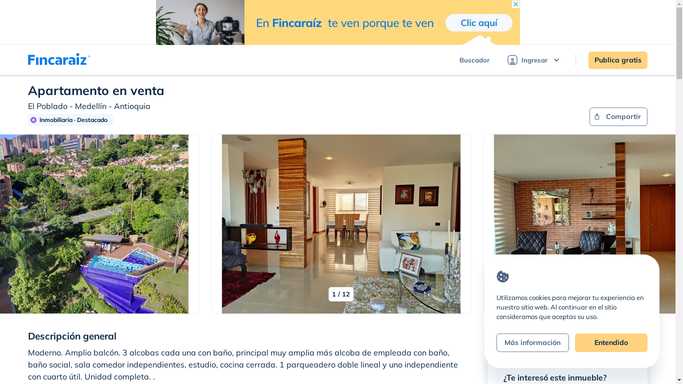 En Fincaraíz te ven porque te ven
Clic aquí
Fincaraiz
Buscador
Ingresar
Publica gratis
Apartamento en venta
El Poblado - Medellín - Antioquia
Inmobiliaria - Destacado
Compartir
1 / 12
Utilizamos cookies para mejorar tu experiencia en
nuestro sitio web. Al continuar en el sitio
consideramos que aceptas su uso.
Más información
Entendido
Descripción general
Moderno. Amplio balcón. 3 alcobas cada una con baño, principal muy amplia más alcoba de empleada con baño,
baño social, sala comedor independientes, estudio, cocina cerrada. 1 parqueadero doble lineal y uno independiente
con cuarto útil. Unidad completa. .
¿Te interesó este inmueble?